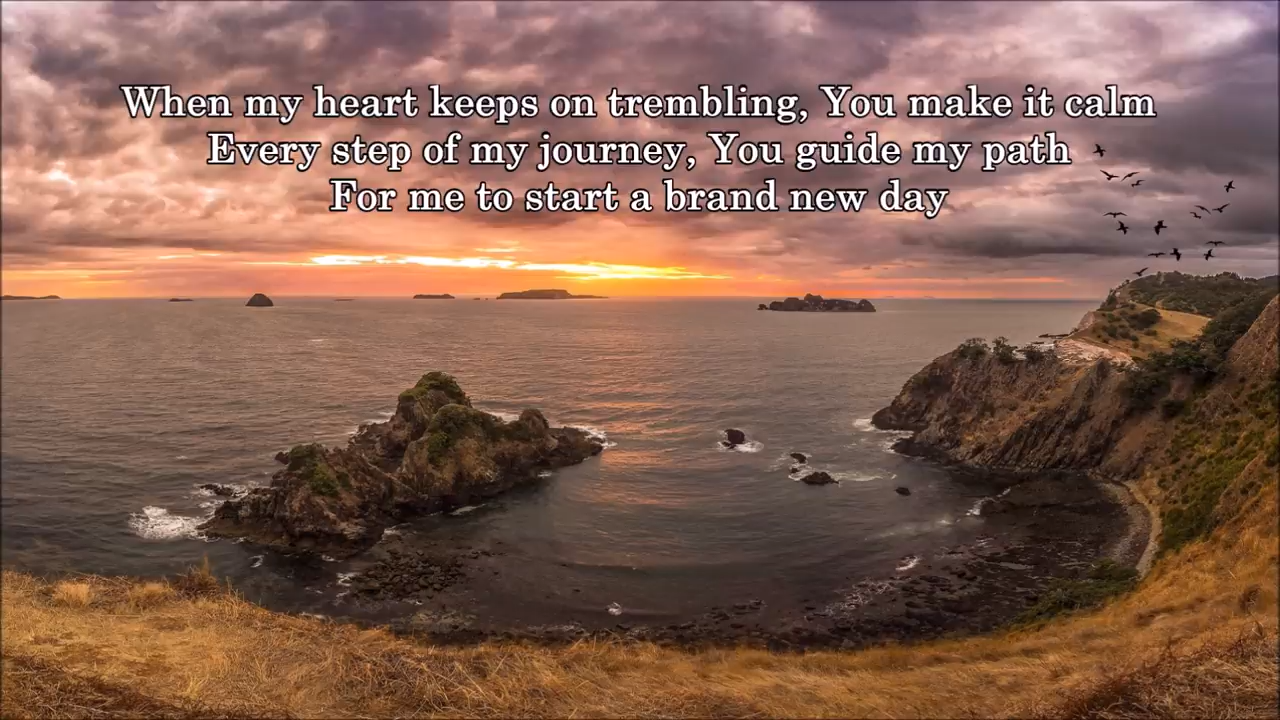 When my heart keeps on trembling, You make it calm
Every step of my journey, You guide my path
For me to start a brand new day